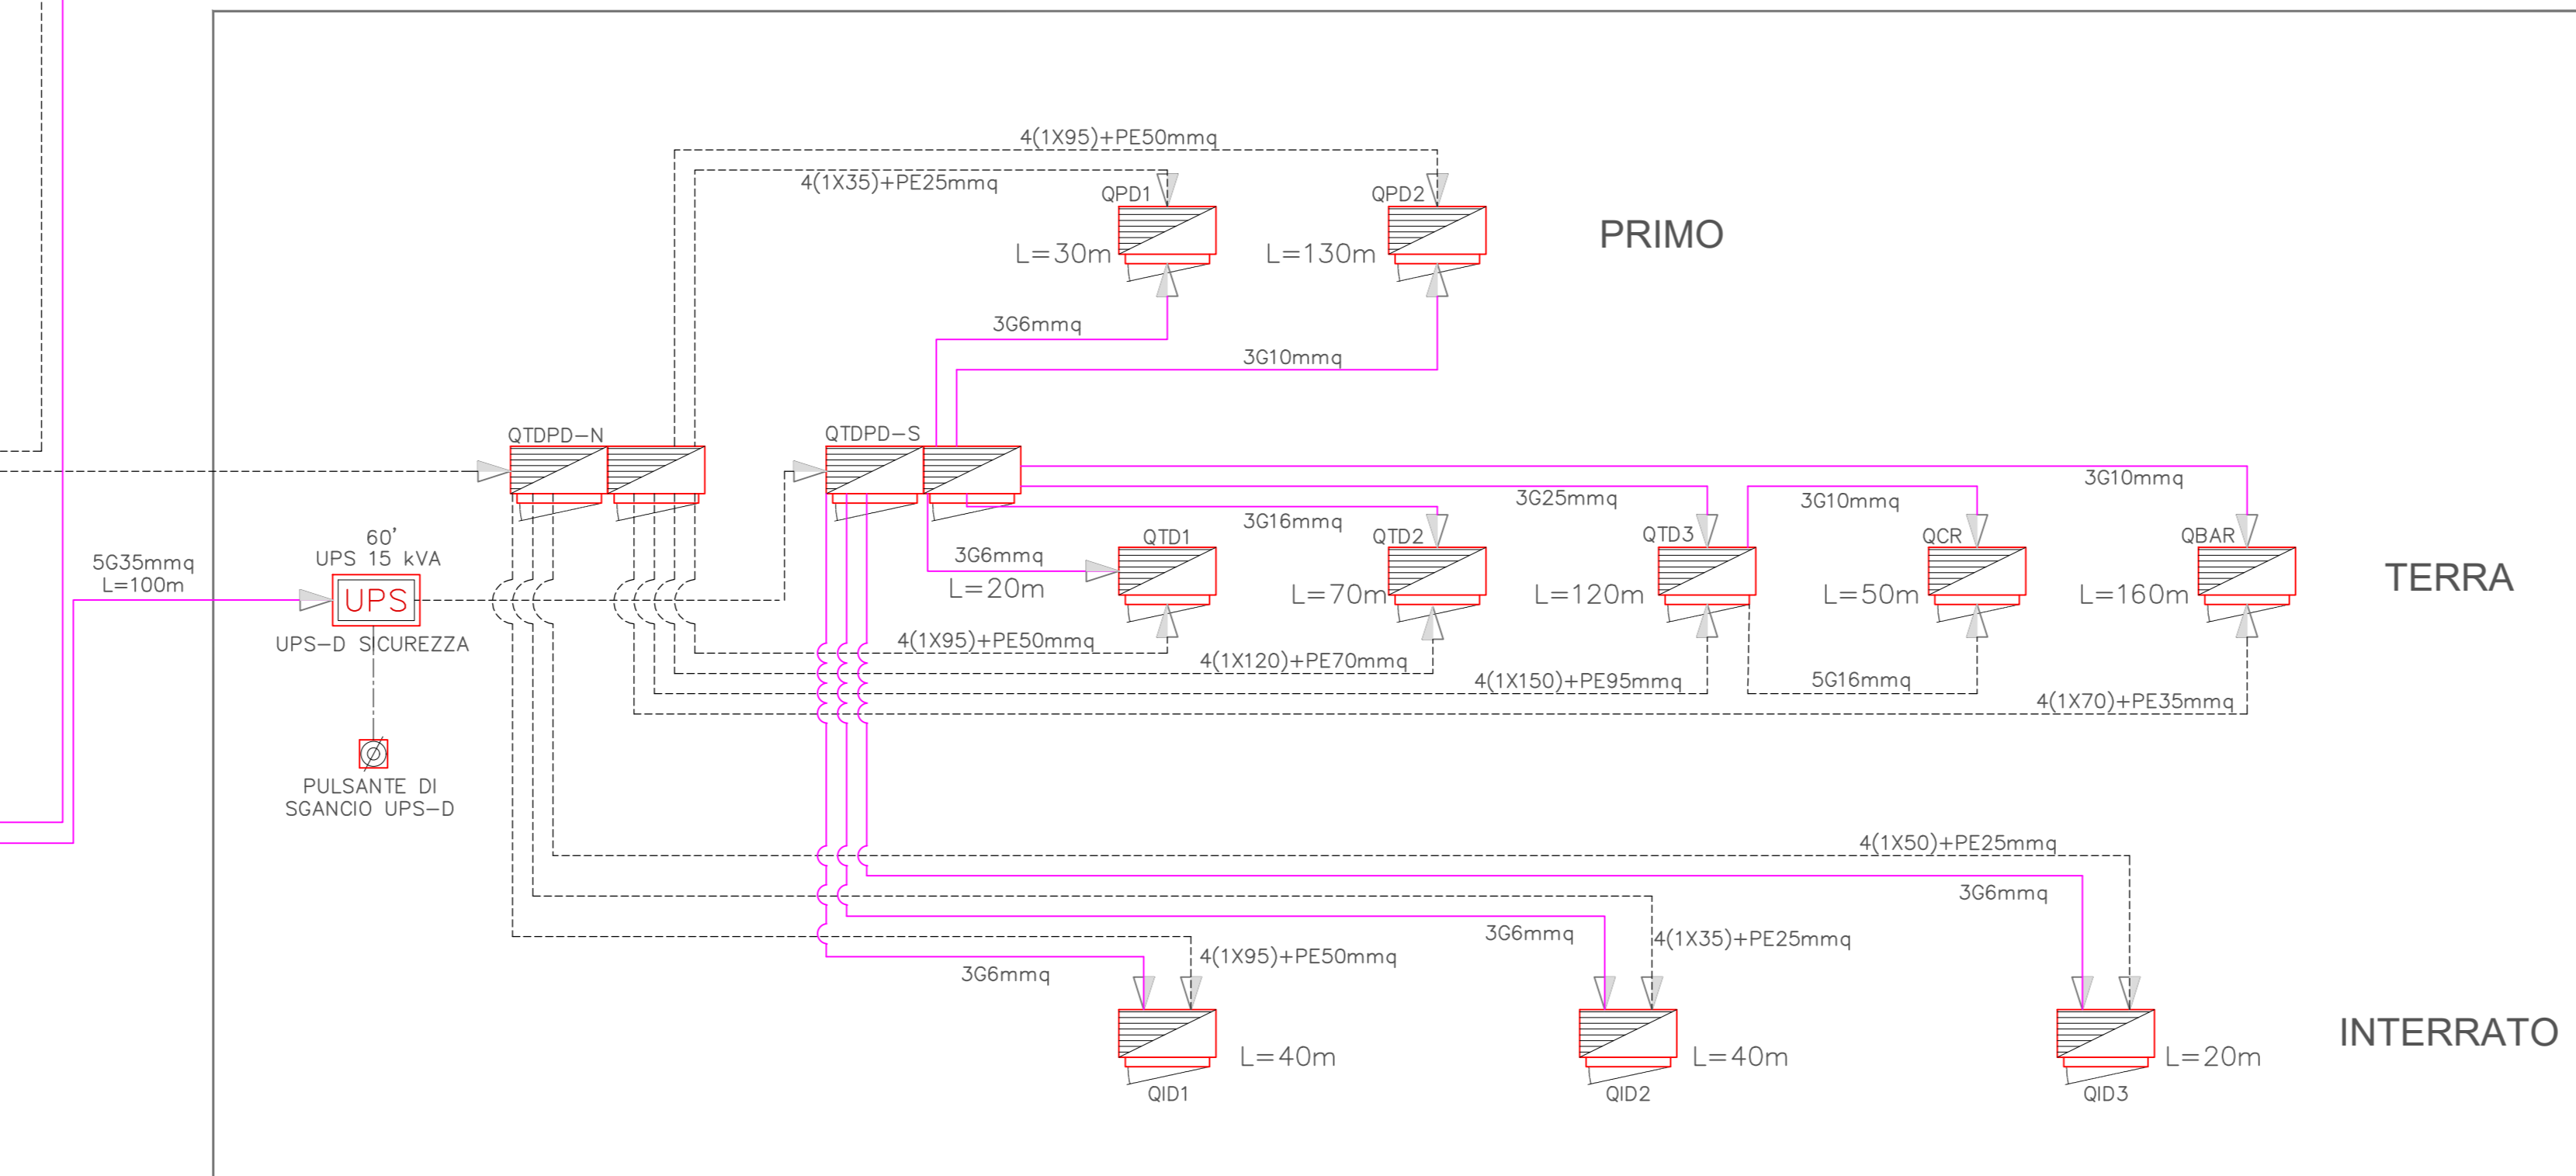 4(1X95)+PE50mmq
4(1X35)+PE25mmq
QPD1
QPD2
PRIMO
L=30m
L=130m
3G6mmq
3G10mmq
QTDPD-N
QTDPD-S
3G10mmq
3G25mmq
3G10mmq
3G16mmq
60'
UPS 15 kVA
5G35mmq
L=100m
UPS
UPS-D SICUREZZA
3G6mmq
QTD1
QTD2
QTD3
QCR
QBAR
TERRA
L=20m
L=70m
L=120m
L=50m
L=160m
4(1X95)+PE50mmq
4(1X120)+PE70mmq
4(1X150)+PE95mmq
5G16mmq
4(1X70)+PE35mmq
PULSANTE DI
SGANCIO UPS-D
4(1X50)+PE25mmq
3G6mmq
3G6mmq
4(1X35)+PE25mmq
3G6mmq
4(1X95)+PE50mmq
INTERRATO
L=40m
L=40m
L=20m
QID1
QID2
QID3